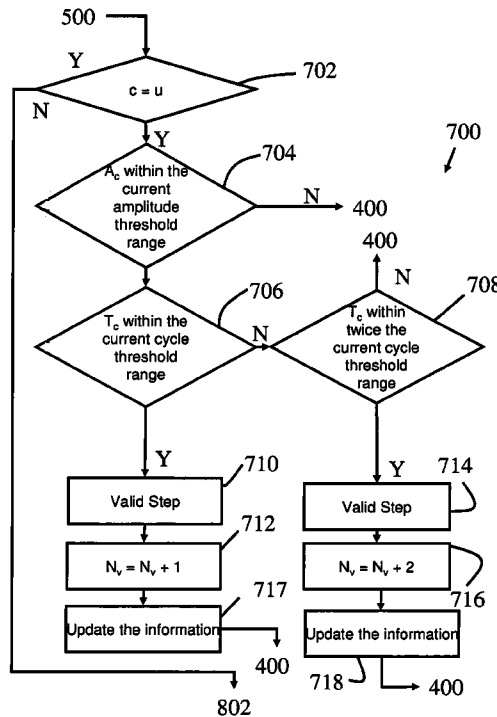 500
Y
702
c = u
N
Y
700
704
A_c within the
current
amplitude
threshold
range
N
400
400
706
N
708
T_c within the
current cycle
threshold
range
N
T_c within
twice the
current cycle
threshold
range
Y
710
Y
714
Valid Step
Valid Step
712
N_v = N_v + 1
N_v = N_v + 2
717
716
Update the information
Update the information
400
718
400
802